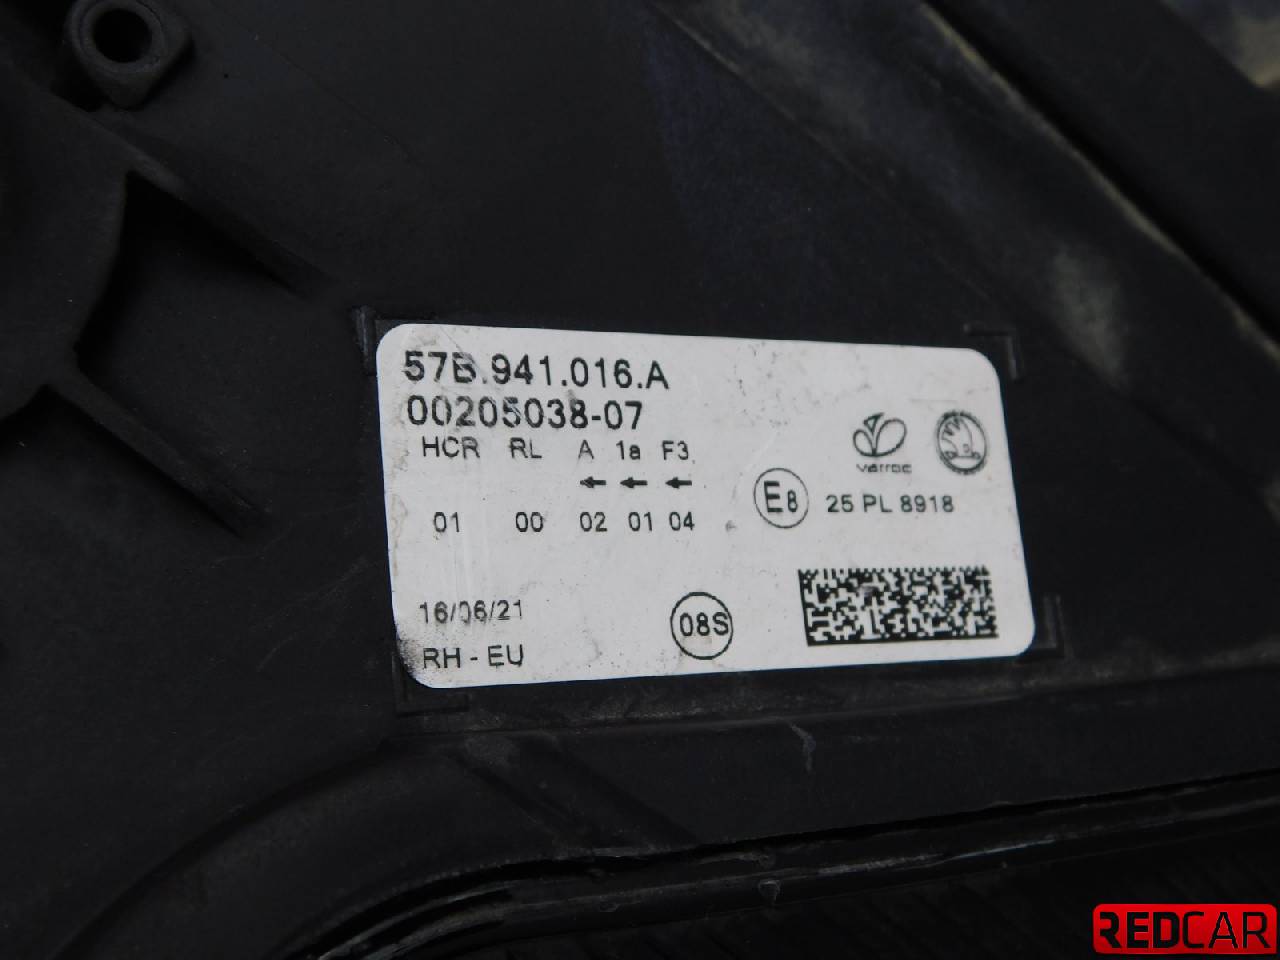 57B.941.016.A
00205038-07
HCR RL A 1a F3
← ← ←
01 00 02 01 04
varroc
E8 25 PL 8918
16/06/21
08S
RH - EU
REDCAR